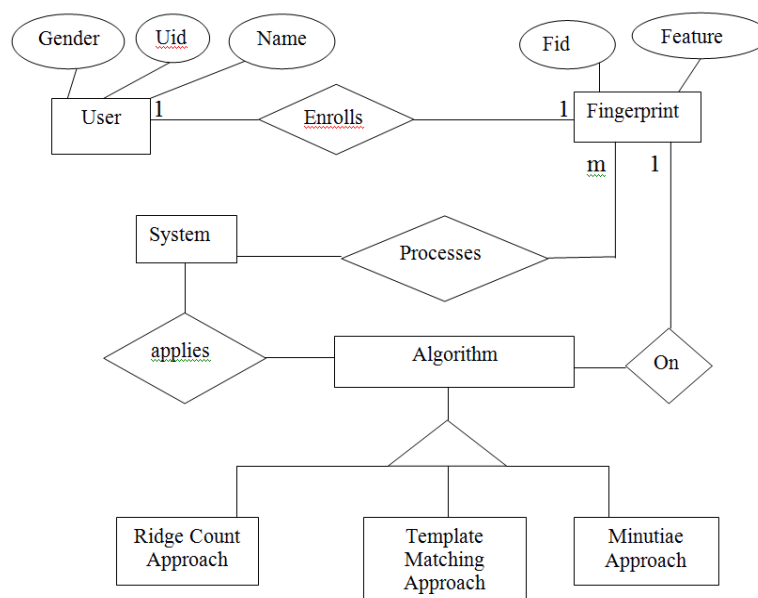 Gender
Uid
Name
Fid
Feature
User
1
Enrolls
1
Fingerprint
m
1
System
Processes
applies
Algorithm
On
Ridge Count
Approach
Template
Matching
Approach
Minutiae
Approach